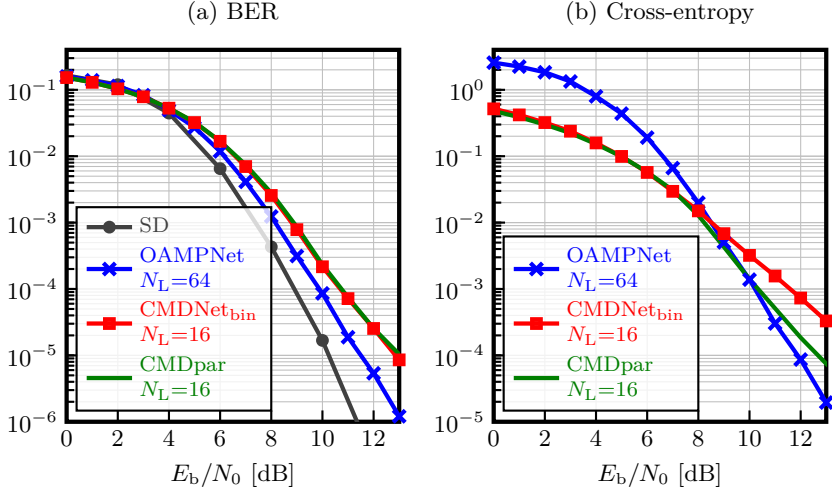 (a) BER
(b) Cross-entropy
10⁻¹
10⁻²
10⁻³
10⁻⁴
10⁻⁵
10⁻⁶
SD
OAMPNet
N_L=64
CMDNet_bin
N_L=16
CMDpar
N_L=16
0 2 4 6 8 10 12
E_b/N_0 [dB]
10⁰
10⁻¹
10⁻²
10⁻³
10⁻⁴
10⁻⁵
OAMPNet
N_L=64
CMDNet_bin
N_L=16
CMDpar
N_L=16
0 2 4 6 8 10 12
E_b/N_0 [dB]